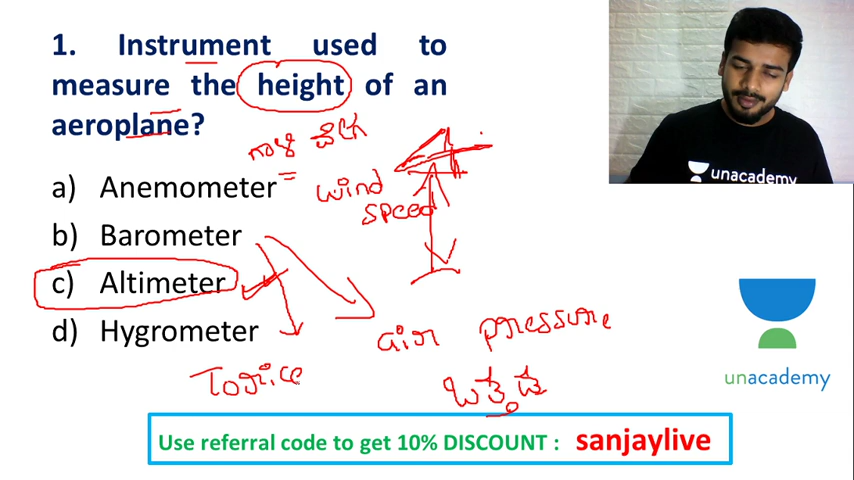 1. Instrument used to
measure the height of an
aeroplane?
a) Anemometer
wind
speed
b) Barometer
c) Altimeter
d) Hygrometer
air pressure
Torice
Use referral code to get 10% DISCOUNT : sanjaylive
unacademy
unacademy